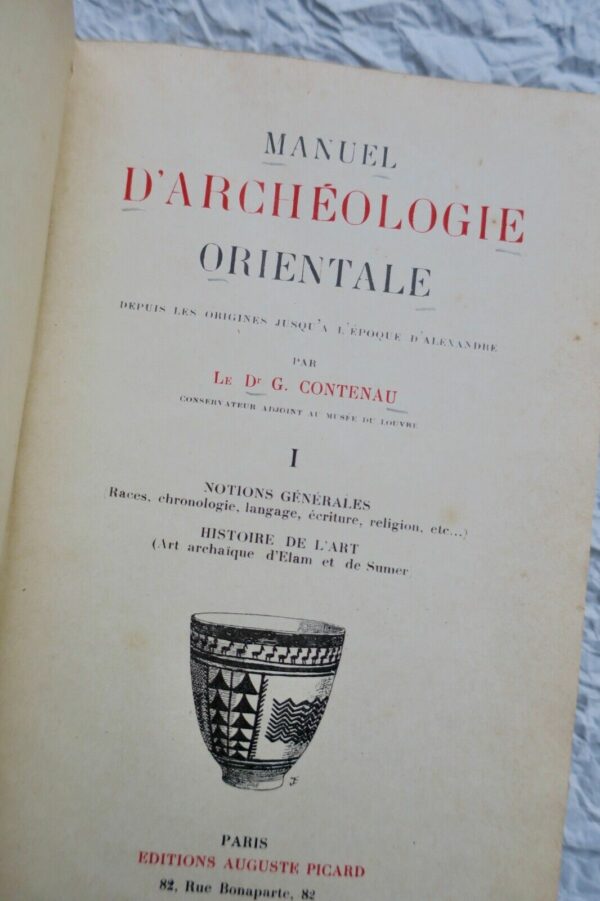 MANUEL
D'ARCHÉOLOGIE
ORIENTALE
DEPUIS LES ORIGINES JUSQU'A L'ÉPOQUE D'ALEXANDRE
PAR
LE Dr G. CONTENAU
CONSERVATEUR ADJOINT AU MUSÉE DU LOUVRE
I
NOTIONS GÉNÉRALES
(Races, chronologie, langage, écriture, religion, etc...)
HISTOIRE DE L'ART
(Art archaïque d'Elam et de Sumer)
PARIS
EDITIONS AUGUSTE PICARD
82, Rue Bonaparte, 82